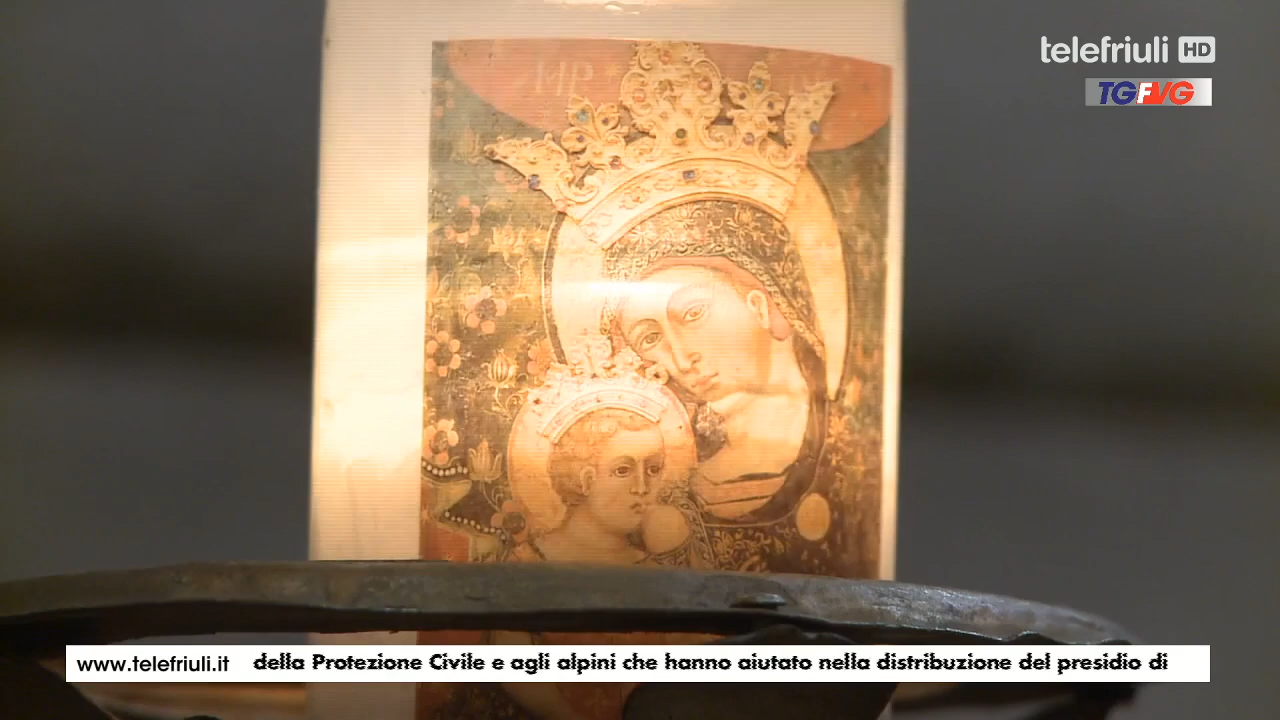 telefriuli HD
TGFVG
MP
www.telefriuli.it della Protezione Civile e agli alpini che hanno aiutato nella distribuzione del presidio di